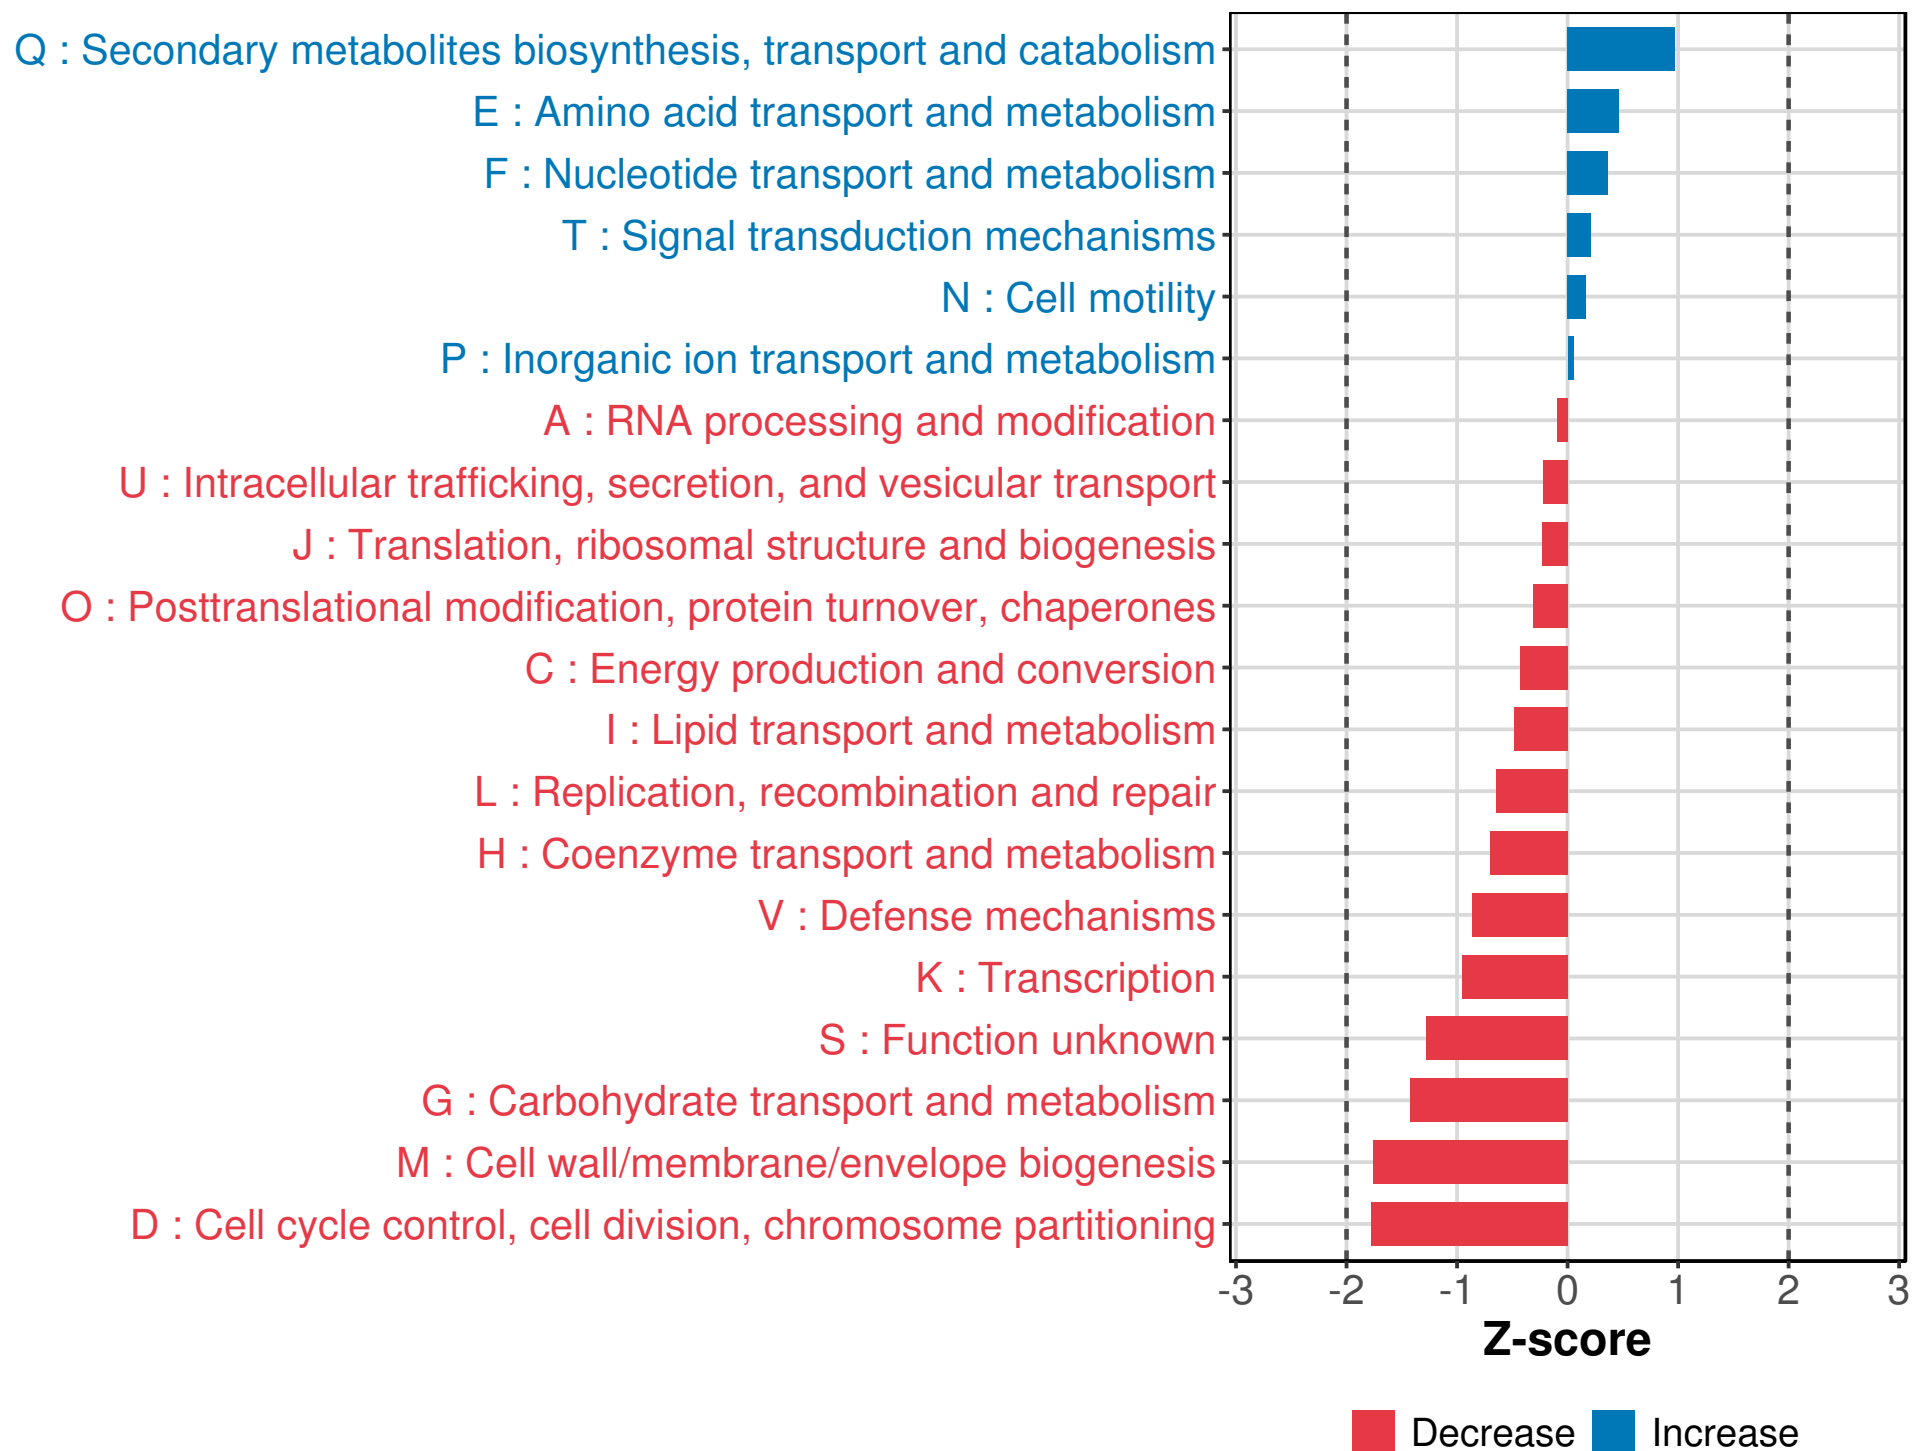 Q : Secondary metabolites biosynthesis, transport and catabolism
E : Amino acid transport and metabolism
F : Nucleotide transport and metabolism
T : Signal transduction mechanisms
N : Cell motility
P : Inorganic ion transport and metabolism
A : RNA processing and modification
U : Intracellular trafficking, secretion, and vesicular transport
J : Translation, ribosomal structure and biogenesis
O : Posttranslational modification, protein turnover, chaperones
C : Energy production and conversion
I : Lipid transport and metabolism
L : Replication, recombination and repair
H : Coenzyme transport and metabolism
V : Defense mechanisms
K : Transcription
S : Function unknown
G : Carbohydrate transport and metabolism
M : Cell wall/membrane/envelope biogenesis
D : Cell cycle control, cell division, chromosome partitioning
-3 -2 -1 0 1 2 3
Z-score
Decrease Increase